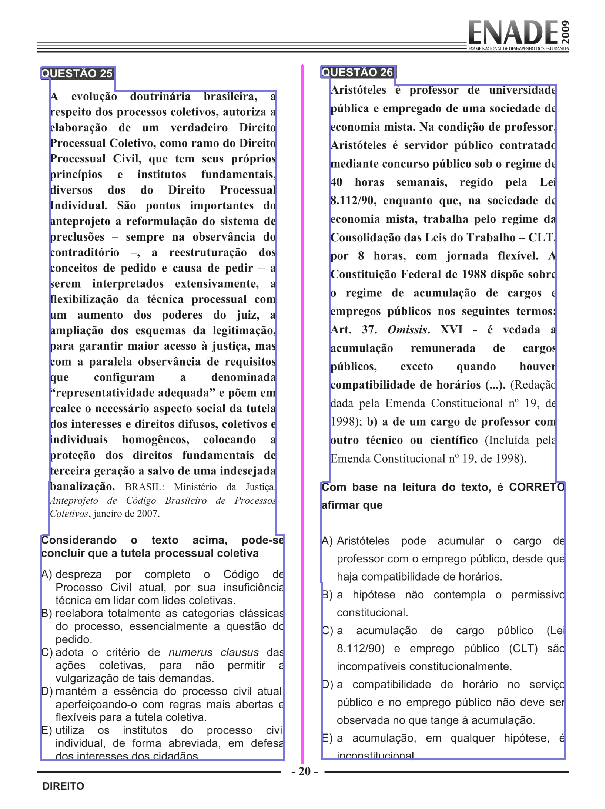 ENADE 2009
EXAME NACIONAL DE DESEMPENHO DOS ESTUDANTES
QUESTÃO 25
A evolução doutrinária brasileira, a
respeito dos processos coletivos, autoriza a
elaboração de um verdadeiro Direito
Processual Coletivo, como ramo do Direito
Processual Civil, que tem seus próprios
princípios e institutos fundamentais,
diversos dos do Direito Processual
Individual. São pontos importantes do
anteprojeto a reformulação do sistema de
preclusões – sempre na observância do
contraditório –, a reestruturação dos
conceitos de pedido e causa de pedir – a
serem interpretados extensivamente, a
flexibilização da técnica processual com
um aumento dos poderes do juiz, a
ampliação dos esquemas da legitimação,
para garantir maior acesso à justiça, mas
com a paralela observância de requisitos
que configuram a denominada
“representatividade adequada” e põem em
realce o necessário aspecto social da tutela
dos interesses e direitos difusos, coletivos e
individuais homogêneos, colocando a
proteção dos direitos fundamentais de
terceira geração a salvo de uma indesejada
banalização. BRASIL: Ministério da Justiça.
Anteprojeto de Código Brasileiro de Processos
Coletivos, janeiro de 2007.
Considerando o texto acima, pode-se
concluir que a tutela processual coletiva
A) despreza por completo o Código de
Processo Civil atual, por sua insuficiência
técnica em lidar com lides coletivas.
B) reelabora totalmente as categorias clássicas
do processo, essencialmente a questão do
pedido.
C) adota o critério de numerus clausus das
ações coletivas, para não permitir a
vulgarização de tais demandas.
D) mantém a essência do processo civil atual,
aperfeiçoando-o com regras mais abertas e
flexíveis para a tutela coletiva.
E) utiliza os institutos do processo civil
individual, de forma abreviada, em defesa
dos interesses dos cidadãos.
QUESTÃO 26
Aristóteles é professor de universidade
pública e empregado de uma sociedade de
economia mista. Na condição de professor,
Aristóteles é servidor público contratado
mediante concurso público sob o regime de
40 horas semanais, regido pela Lei
8.112/90, enquanto que, na sociedade de
economia mista, trabalha pelo regime da
Consolidação das Leis do Trabalho – CLT,
por 8 horas, com jornada flexível. A
Constituição Federal de 1988 dispõe sobre
o regime de acumulação de cargos e
empregos públicos nos seguintes termos:
Art. 37. Omissis. XVI - é vedada a
acumulação remunerada de cargos
públicos, exceto quando houver
compatibilidade de horários (...). (Redação
dada pela Emenda Constitucional nº 19, de
1998); b) a de um cargo de professor com
outro técnico ou científico (Incluída pela
Emenda Constitucional nº 19, de 1998).
Com base na leitura do texto, é CORRETO
afirmar que
A) Aristóteles pode acumular o cargo de
professor com o emprego público, desde que
haja compatibilidade de horários.
B) a hipótese não contempla o permissivo
constitucional.
C) a acumulação de cargo público (Lei
8.112/90) e emprego público (CLT) são
incompatíveis constitucionalmente.
D) a compatibilidade de horário no serviço
público e no emprego público não deve ser
observada no que tange à acumulação.
E) a acumulação, em qualquer hipótese, é
inconstitucional.
- 20 -
DIREITO